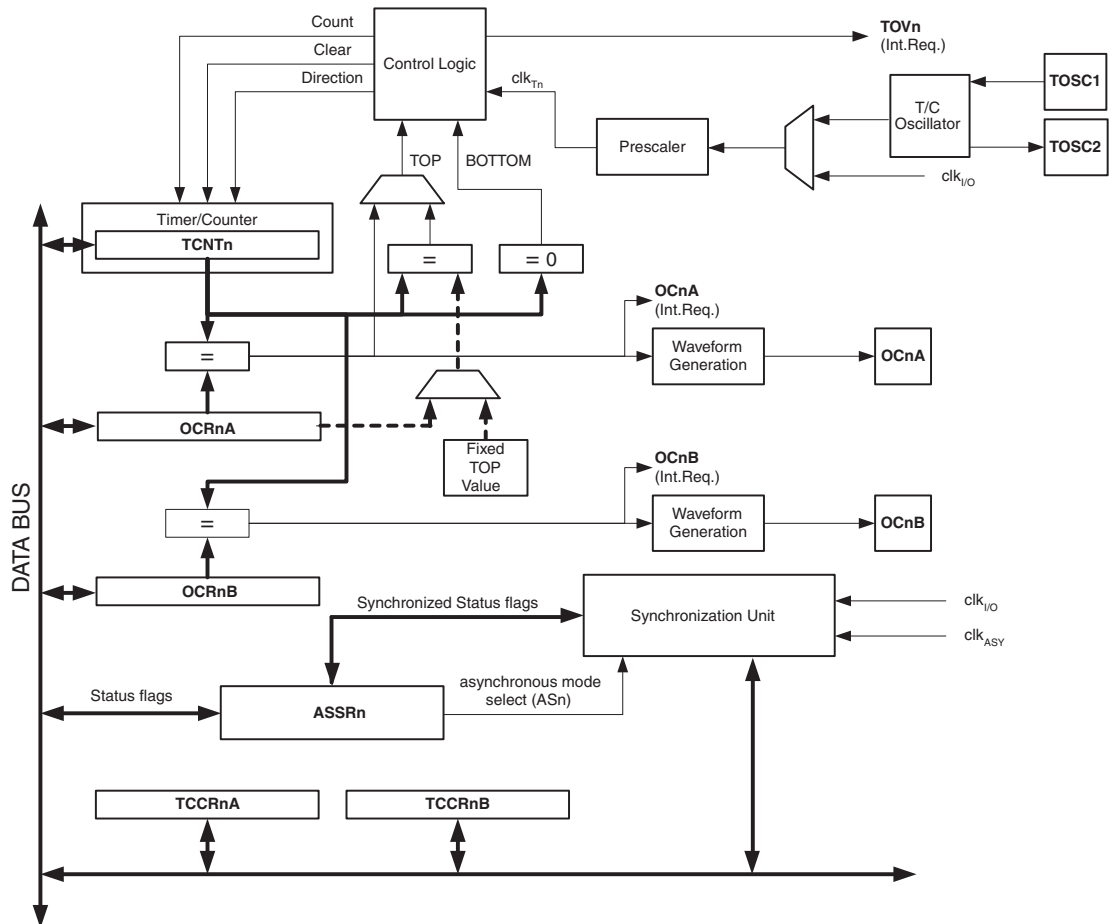 Count
Clear
Direction
Control Logic
TOVn
(Int.Req.)
clkTn
TOSC1
T/C
Oscillator
TOSC2
Prescaler
clkI/O
TOP
BOTTOM
Timer/Counter
TCNTn
=
= 0
OCnA
(Int.Req.)
=
Waveform
Generation
OCnA
OCRnA
Fixed
TOP
Value
OCnB
(Int.Req.)
=
Waveform
Generation
OCnB
DATA BUS
OCRnB
Synchronized Status flags
Synchronization Unit
clkI/O
clkASY
Status flags
ASSRn
asynchronous mode
select (ASn)
TCCRnA
TCCRnB